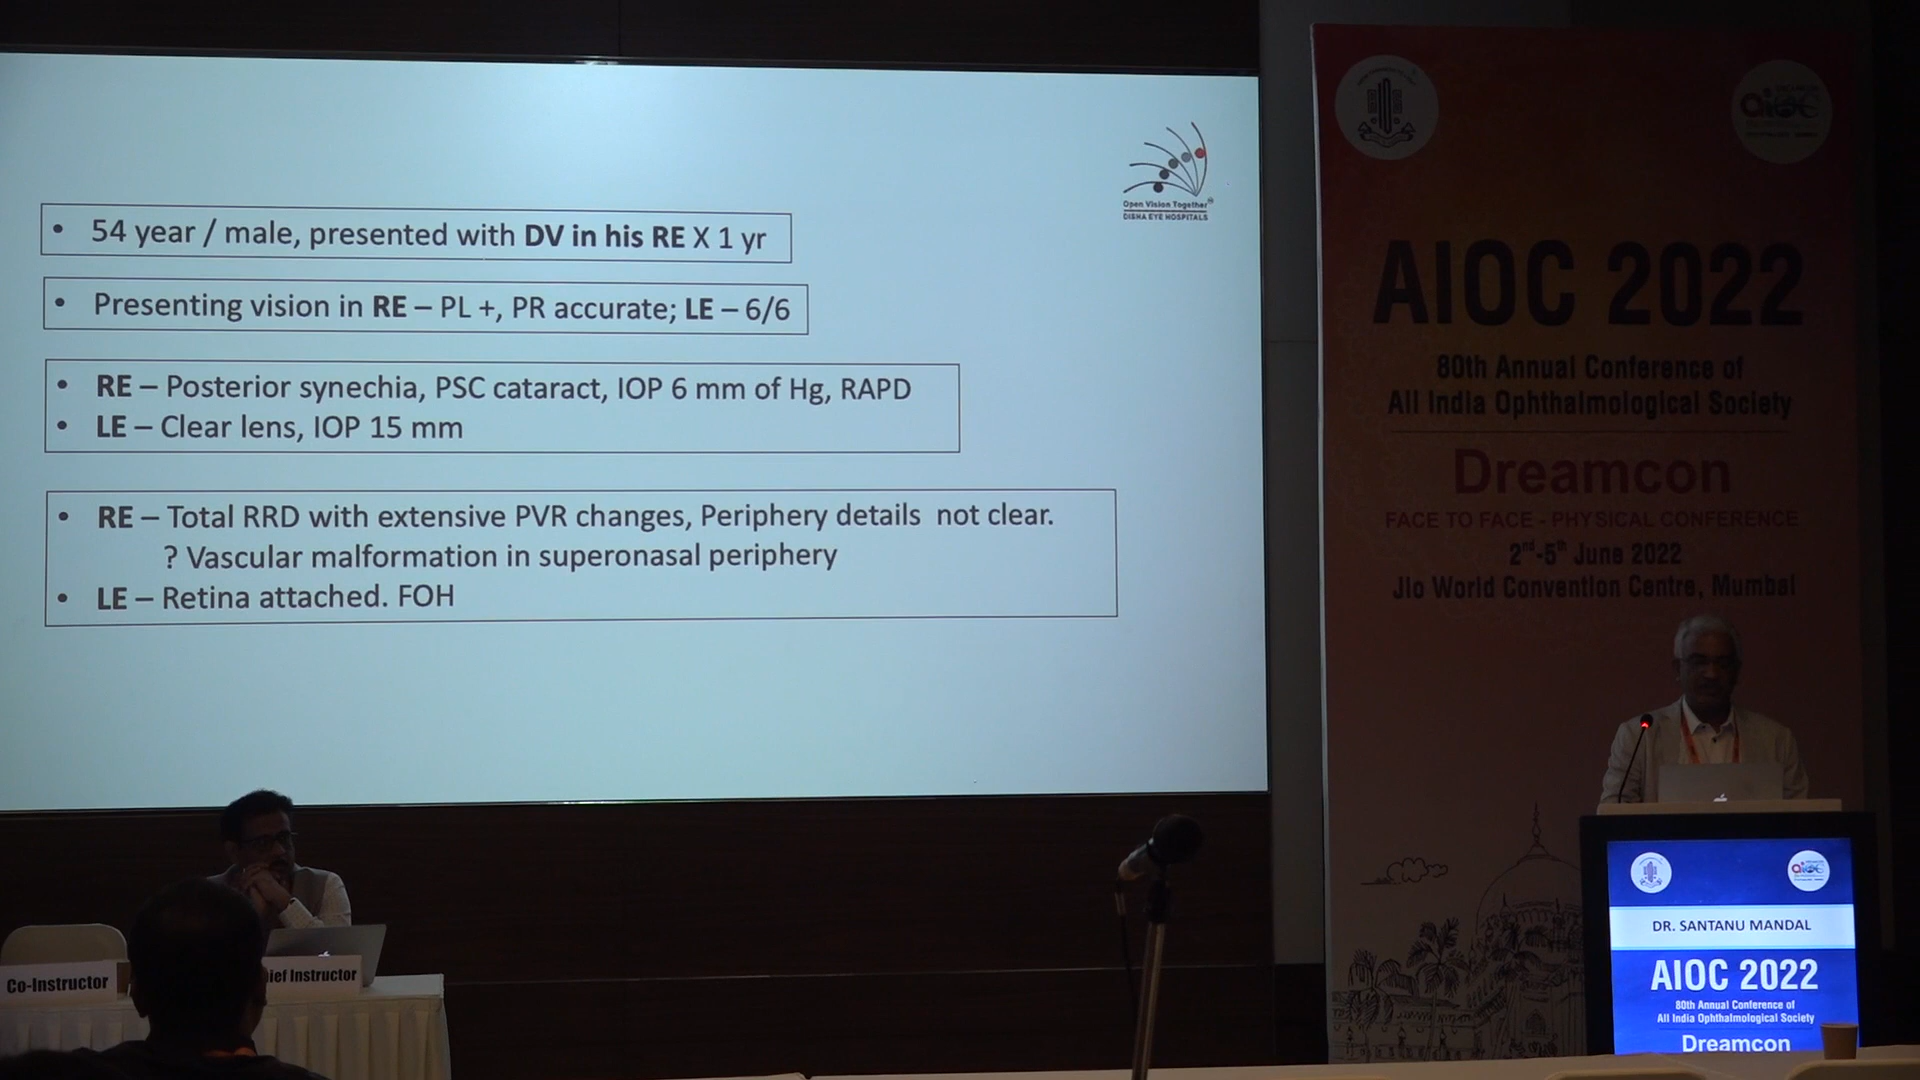 • 54 year / male, presented with DV in his RE X 1 yr
• Presenting vision in RE – PL +, PR accurate; LE – 6/6
• RE – Posterior synechia, PSC cataract, IOP 6 mm of Hg, RAPD
• LE – Clear lens, IOP 15 mm
• RE – Total RRD with extensive PVR changes, Periphery details not clear.
? Vascular malformation in superonasal periphery
• LE – Retina attached. FOH
Open Vision Together
DISHA EYE HOSPITALS
AIOC 2022
80th Annual Conference of
All India Ophthalmological Society
Dreamcon
FACE TO FACE - PHYSICAL CONFERENCE
2nd-5th June 2022
Jio World Convention Centre, Mumbai
Co-Instructor
ief Instructor
DR. SANTANU MANDAL
AIOC 2022
80th Annual Conference of
All India Ophthalmological Society
Dreamcon